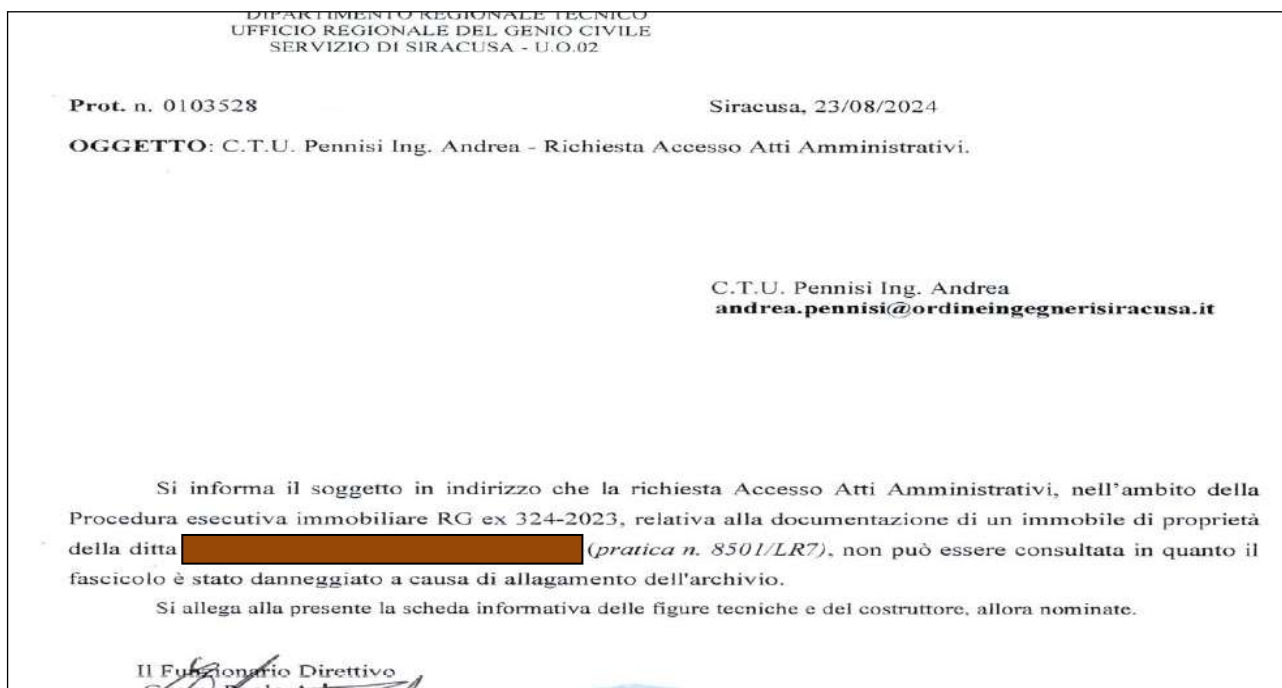 DIPARTIMENTO REGIONALE TECNICO
UFFICIO REGIONALE DEL GENIO CIVILE
SERVIZIO DI SIRACUSA - U.O.02
Prot. n. 0103528 Siracusa, 23/08/2024
OGGETTO: C.T.U. Pennisi Ing. Andrea - Richiesta Accesso Atti Amministrativi.
C.T.U. Pennisi Ing. Andrea
andrea.pennisi@ordineingegnerisiracusa.it
Si informa il soggetto in indirizzo che la richiesta Accesso Atti Amministrativi, nell'ambito della
Procedura esecutiva immobiliare RG ex 324-2023, relativa alla documentazione di un immobile di proprietà
della ditta (pratica n. 8501/LR7), non può essere consultata in quanto il
fascicolo è stato danneggiato a causa di allagamento dell'archivio.
Si allega alla presente la scheda informativa delle figure tecniche e del costruttore, allora nominate.
Il Funzionario Direttivo